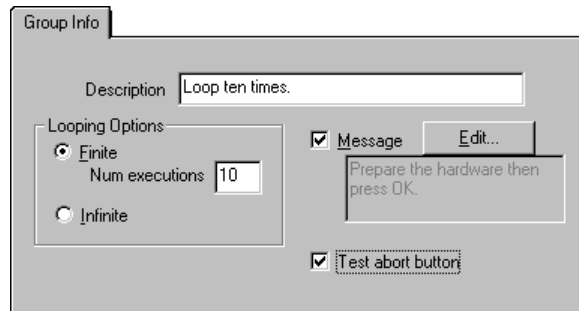 Group Info
Description Loop ten times.
Looping Options
Finite
Num executions 10
Infinite
Message Edit...
Prepare the hardware then
press OK.
Test abort button